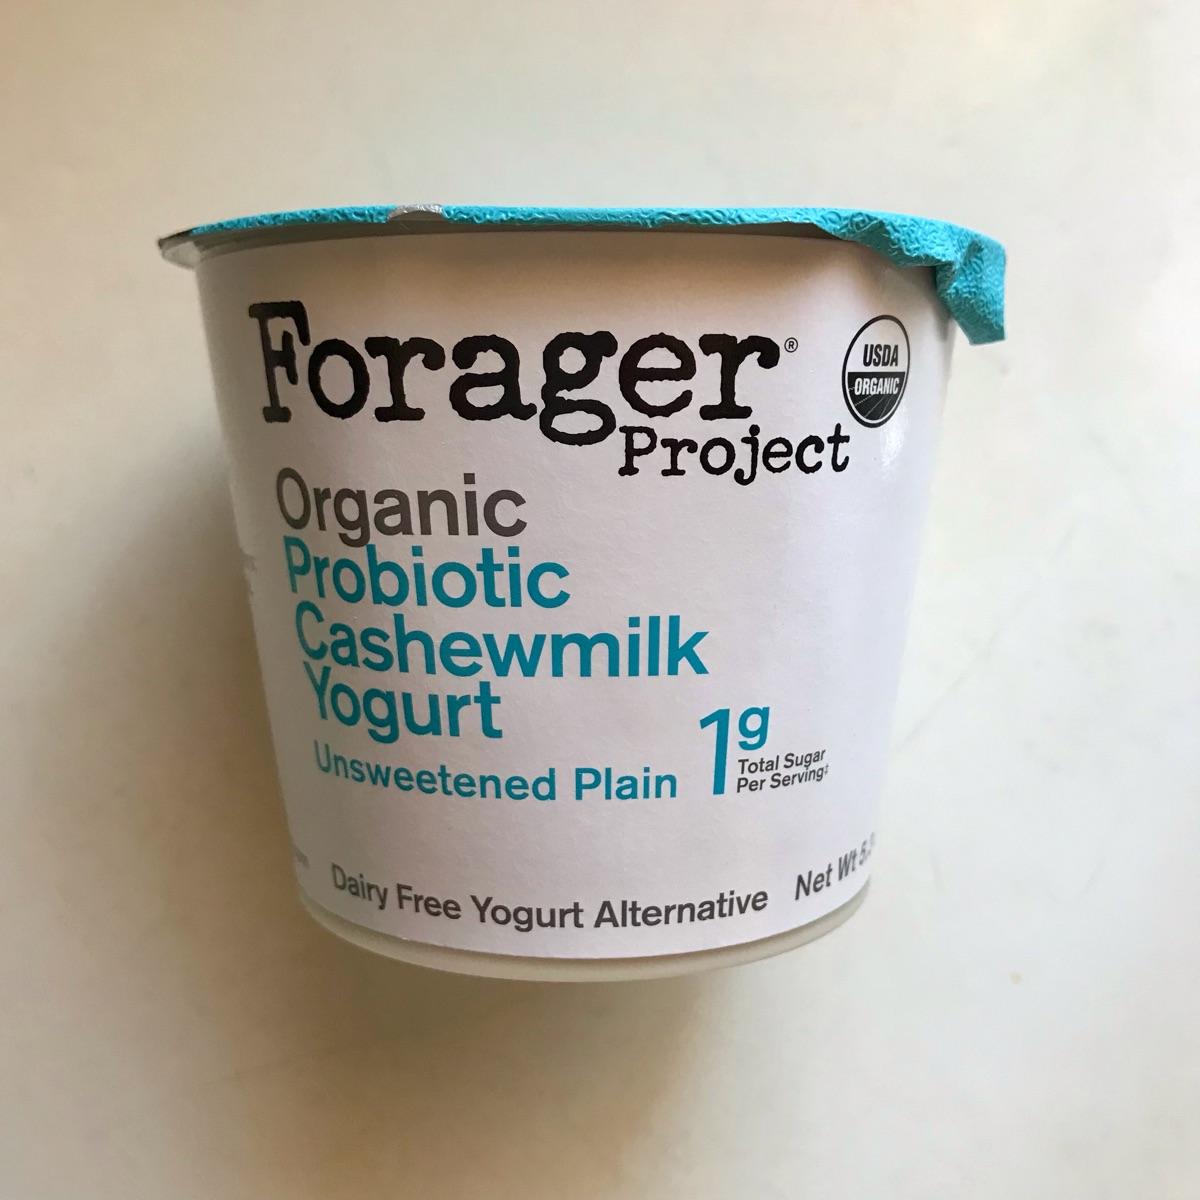 Forager®
Project
USDA
ORGANIC
Organic
Probiotic
Cashewmilk
Yogurt
Unsweetened Plain
1g
Total Sugar
Per Serving‡
Dairy Free Yogurt Alternative
Net Wt